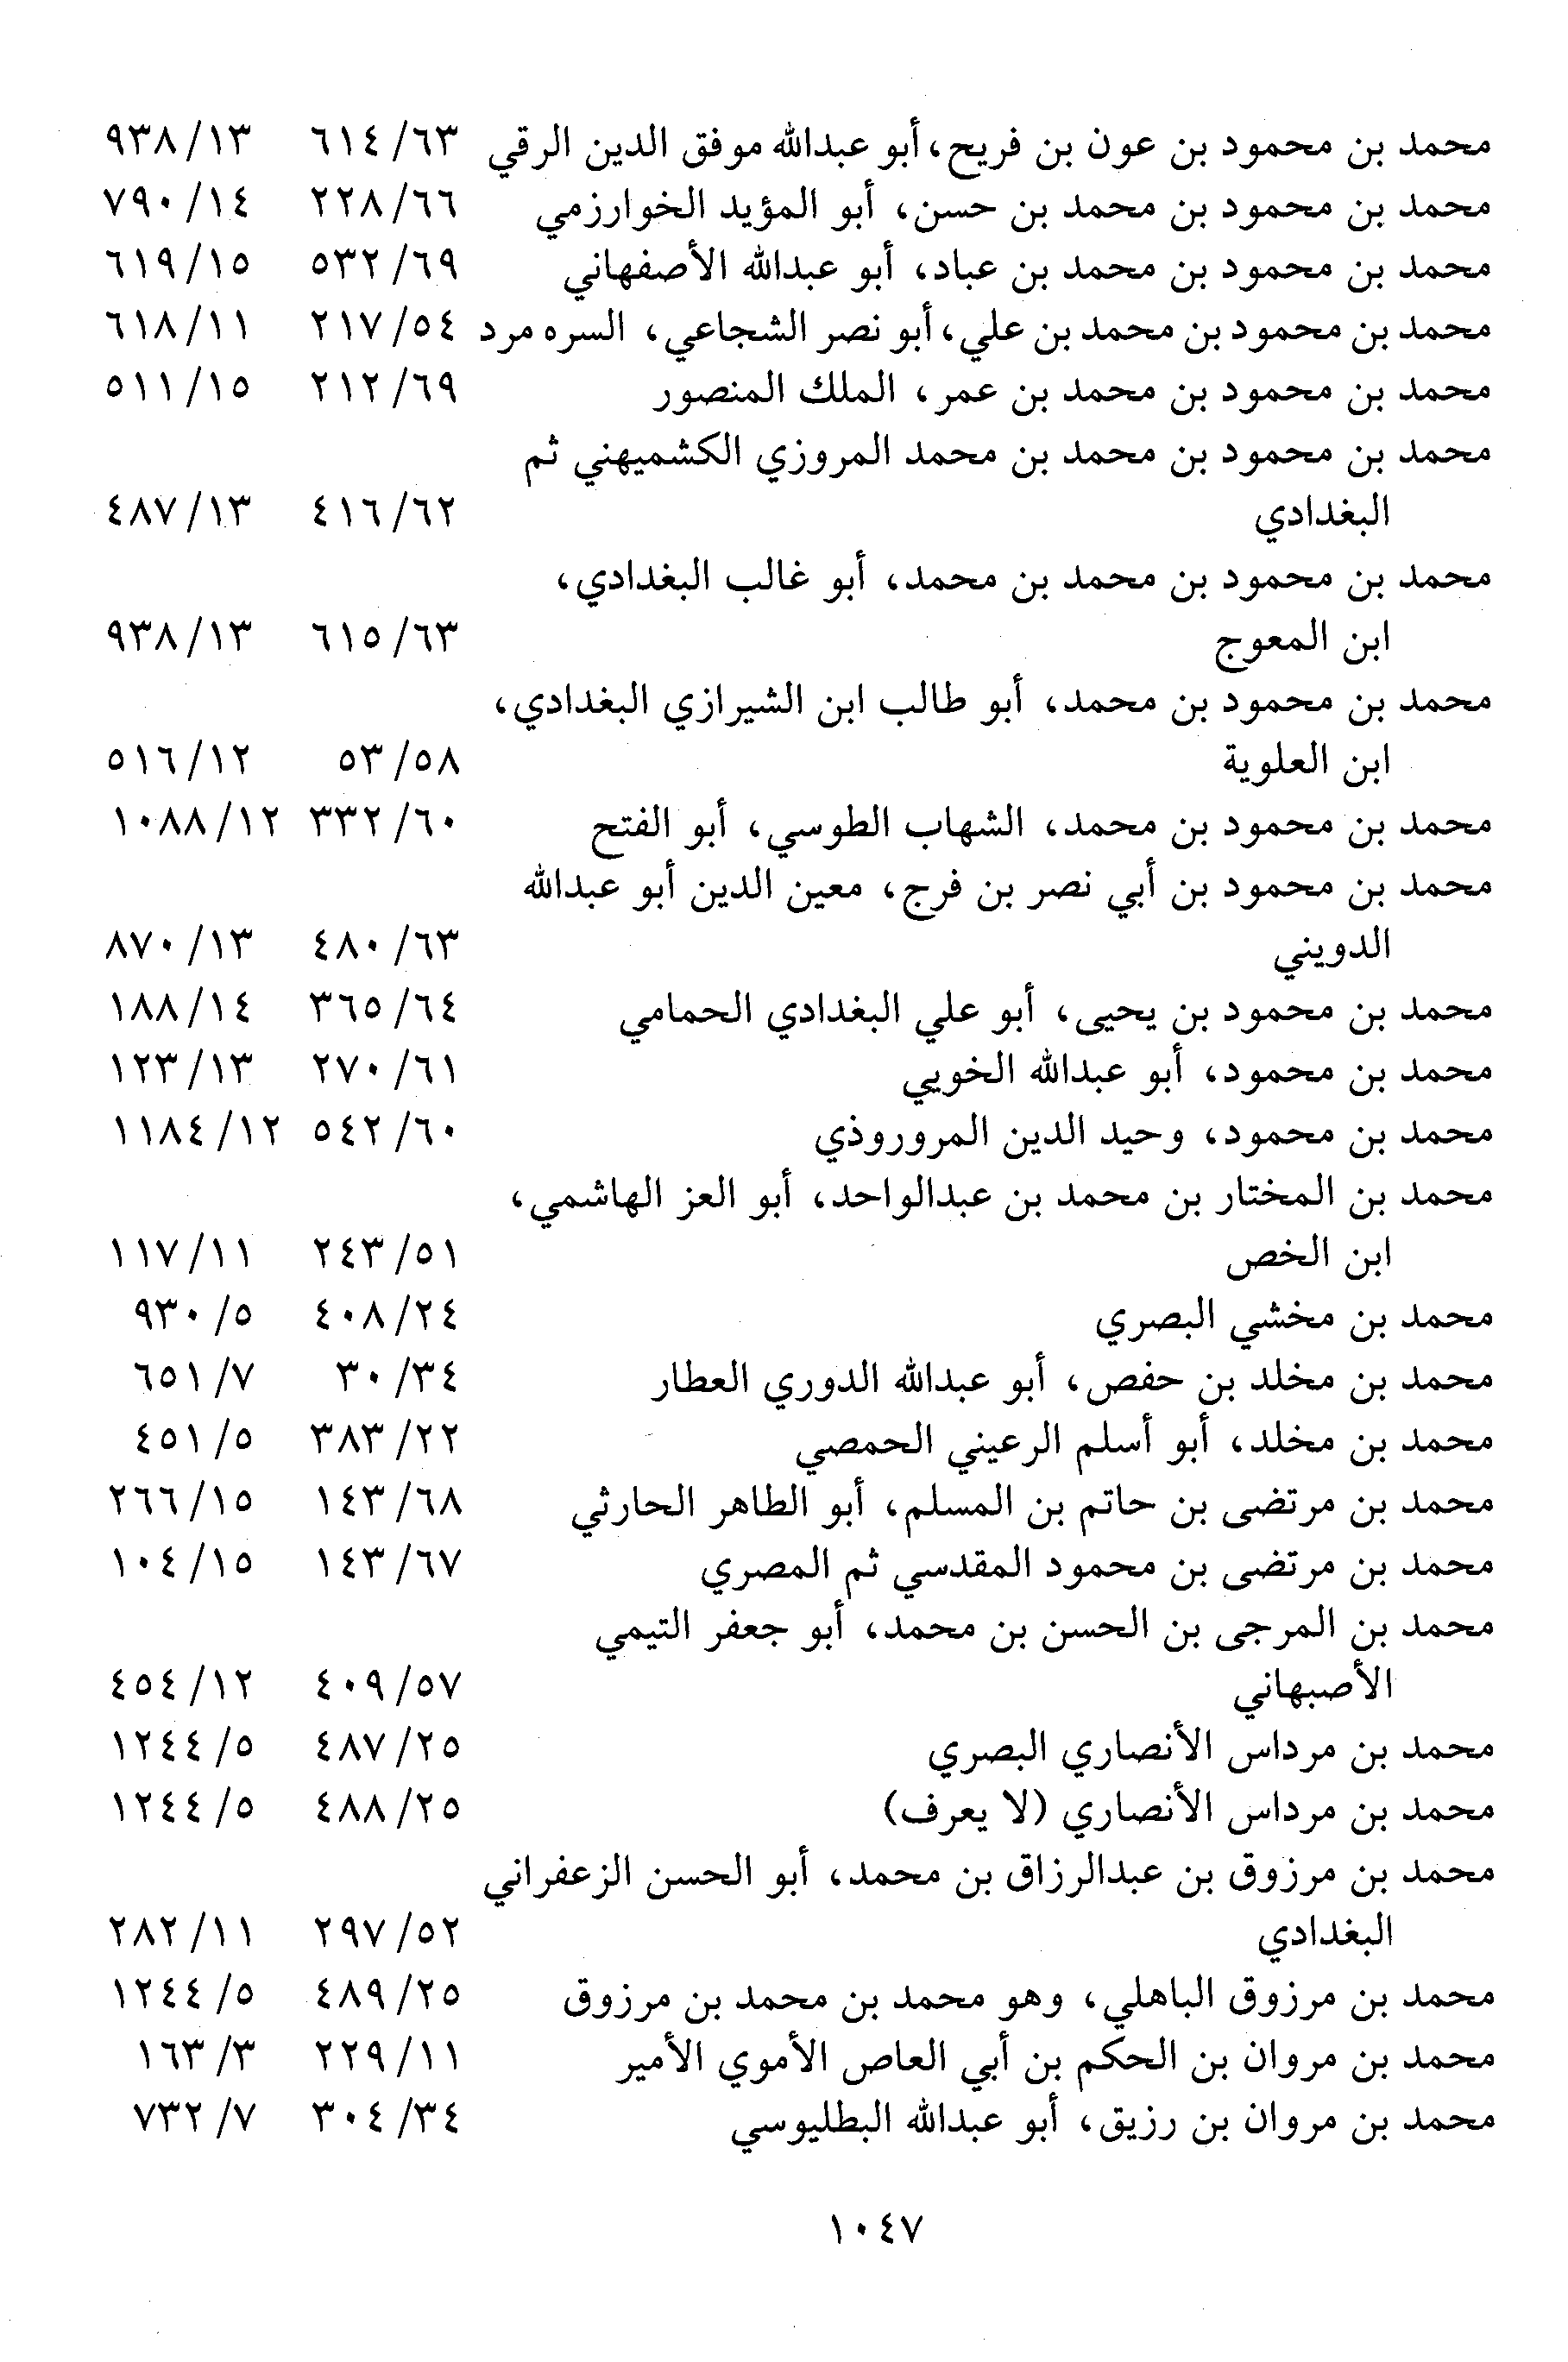 محمد بن محمود بن عون بن فريح، أبو عبدالله موفق الدين الرقي ٦١٤/٦٣ ٩٣٨/١٣
محمد بن محمود بن محمد بن حسن، أبو المؤيد الخوارزمي ٢٢٨/٦٦ ٧٩٠/١٤
محمد بن محمود بن محمد بن عباد، أبو عبدالله الأصفهاني ٥٣٢/٦٩ ٦١٩/١٥
محمد بن محمود بن محمد بن علي، أبو نصر الشجاعي، السره مرد ٢١٧/٥٤ ٦١٨/١١
محمد بن محمود بن محمد بن عمر، الملك المنصور ٢١٢/٦٩ ٥١١/١٥
محمد بن محمود بن محمد بن محمد المروزي الكشميهني ثم
البغدادي ٤١٦/٦٢ ٤٨٧/١٣
محمد بن محمود بن محمد بن محمد، أبو غالب البغدادي،
ابن المعوج ٦١٥/٦٣ ٩٣٨/١٣
محمد بن محمود بن محمد، أبو طالب ابن الشيرازي البغدادي،
ابن العلوية ٥٣/٥٨ ٥١٦/١٢
محمد بن محمود بن محمد، الشهاب الطوسي، أبو الفتح ٣٣٢/٦٠ ١٠٨٨/١٢
محمد بن محمود بن أبي نصر بن فرج، معين الدين أبو عبدالله
الدويني ٤٨٠/٦٣ ٨٧٠/١٣
محمد بن محمود بن يحيى، أبو علي البغدادي الحمامي ٣٦٥/٦٤ ١٨٨/١٤
محمد بن محمود، أبو عبدالله الخويي ٢٧٠/٦١ ١٢٣/١٣
محمد بن محمود، وحيد الدين المروروذي ٥٤٢/٦٠ ١١٨٤/١٢
محمد بن المختار بن محمد بن عبدالواحد، أبو العز الهاشمي،
ابن الخص ٢٤٣/٥١ ١١٧/١١
محمد بن مخشي البصري ٤٠٨/٢٤ ٩٣٠/٥
محمد بن مخلد بن حفص، أبو عبدالله الدوري العطار ٣٠/٣٤ ٦٥١/٧
محمد بن مخلد، أبو أسلم الرعيني الحمصي ٣٨٣/٢٢ ٤٥١/٥
محمد بن مرتضى بن حاتم بن المسلم، أبو الطاهر الحارثي ١٤٣/٦٨ ٢٦٦/١٥
محمد بن مرتضى بن محمود المقدسي ثم المصري ١٤٣/٦٧ ١٠٤/١٥
محمد بن المرجى بن الحسن بن محمد، أبو جعفر التيمي
الأصبهاني ٤٠٩/٥٧ ٤٥٤/١٢
محمد بن مرداس الأنصاري البصري ٤٨٧/٢٥ ١٢٤٤/٥
محمد بن مرداس الأنصاري (لا يعرف) ٤٨٨/٢٥ ١٢٤٤/٥
محمد بن مرزوق بن عبدالرزاق بن محمد، أبو الحسن الزعفراني
البغدادي ٢٩٧/٥٢ ٢٨٢/١١
محمد بن مرزوق الباهلي، وهو محمد بن محمد بن مرزوق ٤٨٩/٢٥ ١٢٤٤/٥
محمد بن مروان بن الحكم بن أبي العاص الأموي الأمير ٢٢٩/١١ ١٦٣/٣
محمد بن مروان بن رزيق، أبو عبدالله البطليوسي ٣٠٤/٣٤ ٧٣٢/٧
١٠٤٧